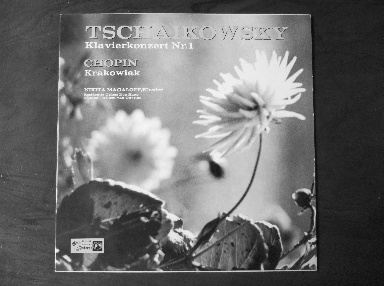 TSCHAIKOWSKY
Klavierkonzert Nr.1
CHOPIN
Krakowiak
NIKITA MAGALOFF, Klavier